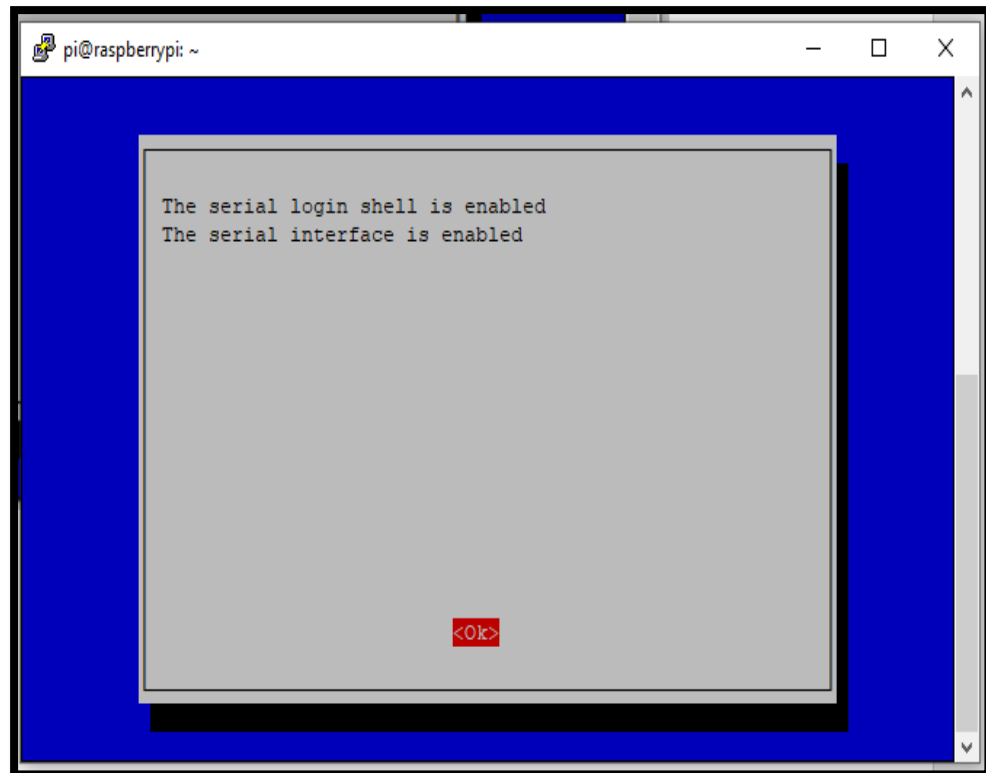 pi@raspberrypi: ~
The serial login shell is enabled
The serial interface is enabled
<Ok>